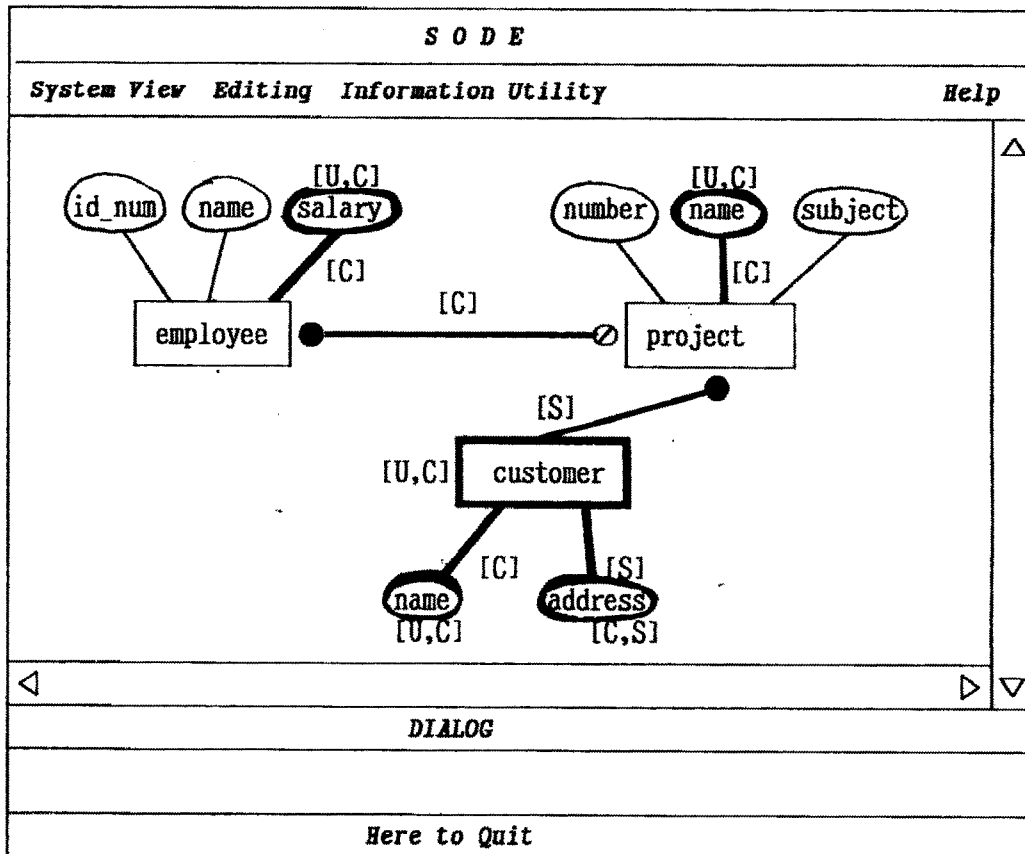 S O D E
System View Editing Information Utility Help
[U,C] [U,C]
id_num name salary number name subject
[C] [C]
[C]
employee project
[S]
[U,C] customer
[C] [S]
name address
[U,C] [C,S]
DIALOG
Here to Quit